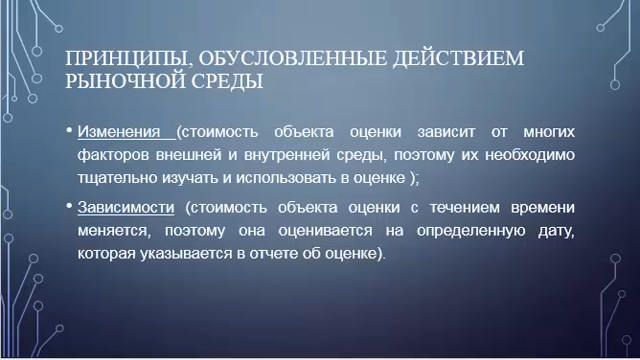 ПРИНЦИПЫ, ОБУСЛОВЛЕННЫЕ ДЕЙСТВИЕМ
РЫНОЧНОЙ СРЕДЫ
• Изменения (стоимость объекта оценки зависит от многих
факторов внешней и внутренней среды, поэтому их необходимо
тщательно изучать и использовать в оценке );
• Зависимости (стоимость объекта оценки с течением времени
меняется, поэтому она оценивается на определенную дату,
которая указывается в отчете об оценке).